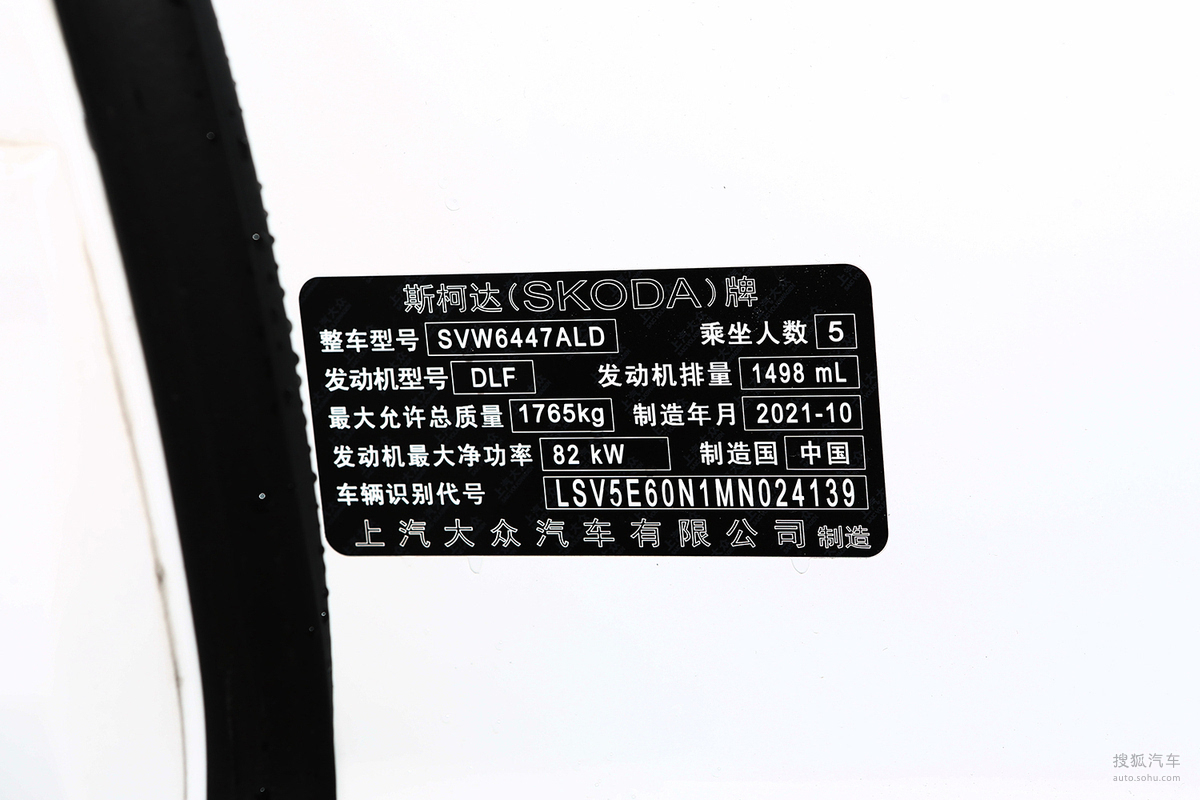 斯柯达(SKODA)牌
整车型号 SVW6447ALD 乘坐人数 5
发动机型号 DLF 发动机排量 1498 mL
最大允许总质量 1765kg 制造年月 2021-10
发动机最大净功率 82 kW 制造国 中国
车辆识别代号 LSV5E60N1MN024139
上汽大众汽车有限公司 制造
搜狐汽车
auto.sohu.com